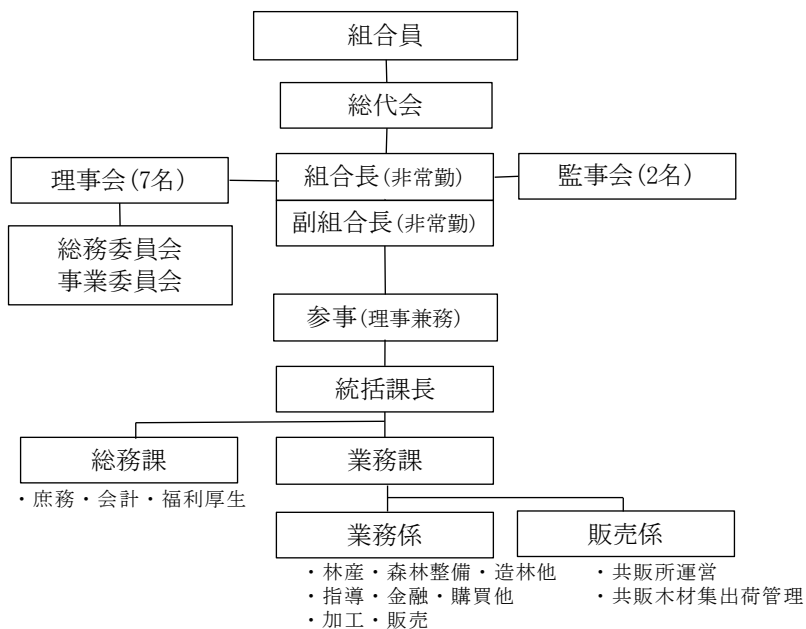 組合員
総代会
理事会(7名)
組合長(非常勤)
監事会(2名)
副組合長(非常勤)
総務委員会
事業委員会
参事(理事兼務)
統括課長
総務課
業務課
・庶務・会計・福利厚生
業務係
販売係
・林産・森林整備・造林他
・指導・金融・購買他
・加工・販売
・共販所運営
・共販木材集出荷管理